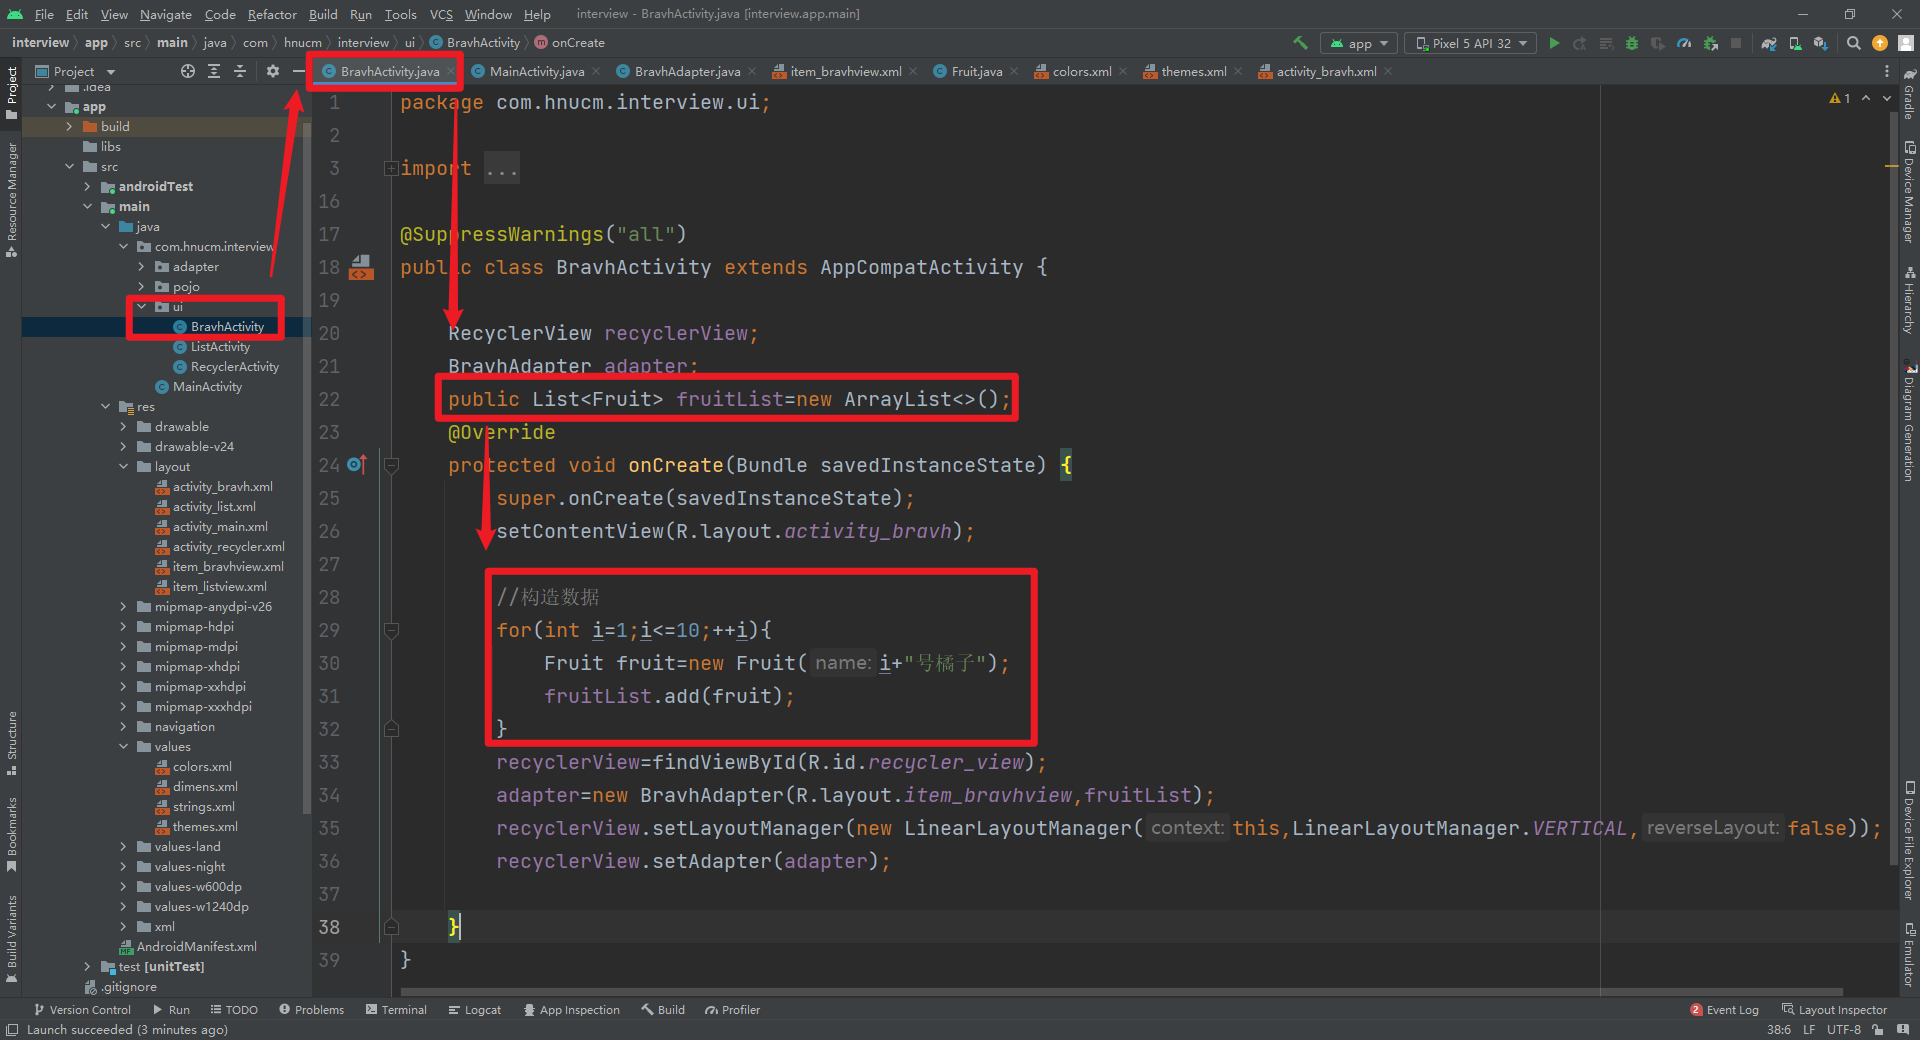 File Edit View Navigate Code Refactor Build Run Tools VCS Window Help interview - BravhActivity.java [interview.app.main]
interview app src main java com hnucm interview ui BravhActivity onCreate app Pixel 5 API 32
Project BravhActivity.java MainActivity.java BravhAdapter.java item_bravhview.xml Fruit.java colors.xml themes.xml activity_bravh.xml
Project
Resource Manager
Structure
Bookmarks
Build Variants
.idea
app
build
libs
src
androidTest
main
java
com.hnucm.interview
adapter
pojo
ui
BravhActivity
ListActivity
RecyclerActivity
MainActivity
res
drawable
drawable-v24
layout
activity_bravh.xml
activity_list.xml
activity_main.xml
activity_recycler.xml
item_bravhview.xml
item_listview.xml
mipmap-anydpi-v26
mipmap-hdpi
mipmap-mdpi
mipmap-xhdpi
mipmap-xxhdpi
mipmap-xxxhdpi
navigation
values
colors.xml
dimens.xml
strings.xml
themes.xml
values-land
values-night
values-w600dp
values-w1240dp
xml
AndroidManifest.xml
test [unitTest]
.gitignore
1 package com.hnucm.interview.ui; 1
2
3 import ...
16
17 @SuppressWarnings("all")
18 public class BravhActivity extends AppCompatActivity {
19
20 RecyclerView recyclerView;
21 BravhAdapter adapter;
22 public List<Fruit> fruitList=new ArrayList<>();
23 @Override
24 protected void onCreate(Bundle savedInstanceState) {
25 super.onCreate(savedInstanceState);
26 setContentView(R.layout.activity_bravh);
27
28 //构造数据
29 for(int i=1;i<=10;++i){
30 Fruit fruit=new Fruit( name: i+"号橘子");
31 fruitList.add(fruit);
32 }
33 recyclerView=findViewById(R.id.recycler_view);
34 adapter=new BravhAdapter(R.layout.item_bravhview,fruitList);
35 recyclerView.setLayoutManager(new LinearLayoutManager( context: this,LinearLayoutManager.VERTICAL, reverseLayout: false));
36 recyclerView.setAdapter(adapter);
37
38 }
39 }
Gradle
Device Manager
Hierarchy
Diagram Generation
Device File Explorer
Emulator
Version Control Run TODO Problems Terminal Logcat App Inspection Build Profiler 2 Event Log Layout Inspector
Launch succeeded (3 minutes ago) 38:6 LF UTF-8